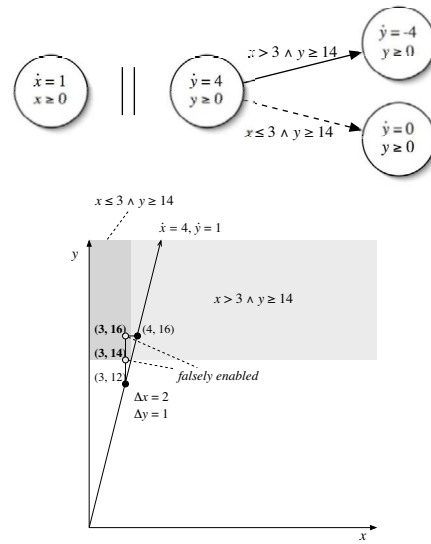 ẋ = 1
x ≥ 0
ẏ = 4
y ≥ 0
x > 3 ∧ y ≥ 14
ẏ = -4
y ≥ 0
x ≤ 3 ∧ y ≥ 14
ẏ = 0
y ≥ 0
x ≤ 3 ∧ y ≥ 14
ẋ = 4, ẏ = 1
y
x > 3 ∧ y ≥ 14
(3, 16)
(4, 16)
(3, 14)
(3, 12)
falsely enabled
Δx = 2
Δy = 1
x